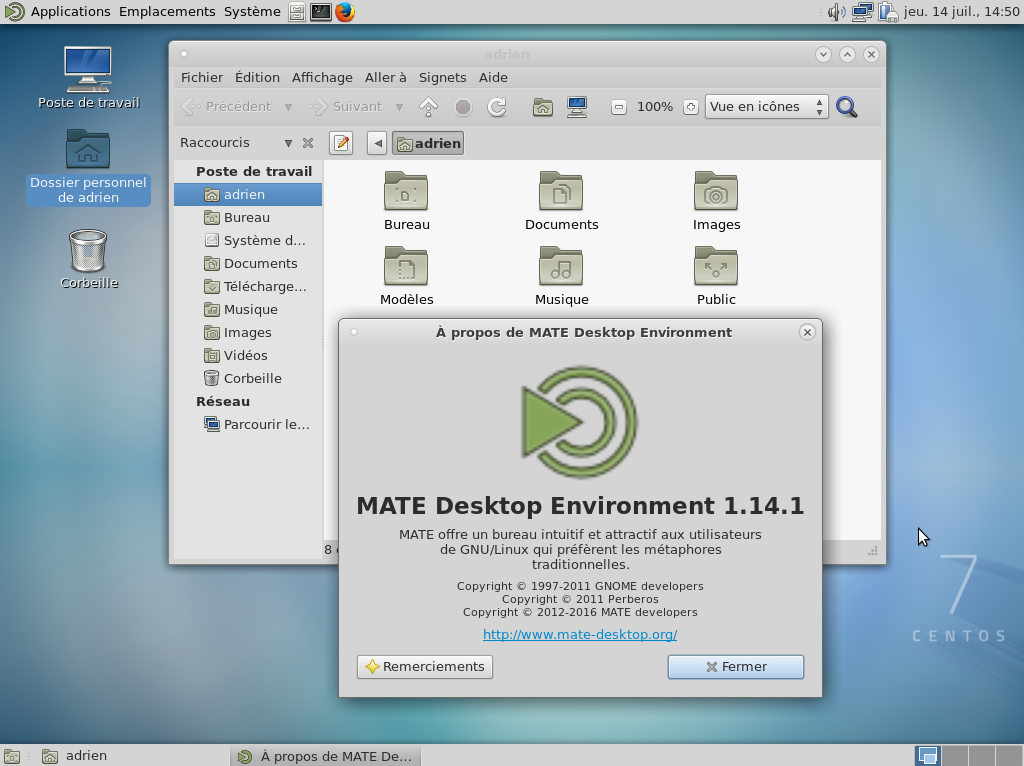 Applications Emplacements Système jeu. 14 juil., 14:50
Poste de travail
Dossier personnel
de adrien
Corbeille
adrien
Fichier Édition Affichage Aller à Signets Aide
Précédent Suivant 100% Vue en icônes
Raccourcis adrien
Poste de travail
adrien
Bureau
Système d...
Documents
Télécharge...
Musique
Images
Vidéos
Corbeille
Réseau
Parcourir le...
Bureau Documents Images
Modèles Musique Public
8
À propos de MATE Desktop Environment
MATE Desktop Environment 1.14.1
MATE offre un bureau intuitif et attractif aux utilisateurs
de GNU/Linux qui préfèrent les métaphores
traditionnelles.
Copyright © 1997-2011 GNOME developers
Copyright © 2011 Perberos
Copyright © 2012-2016 MATE developers
http://www.mate-desktop.org/
Remerciements Fermer
7
CENTOS
adrien À propos de MATE De...